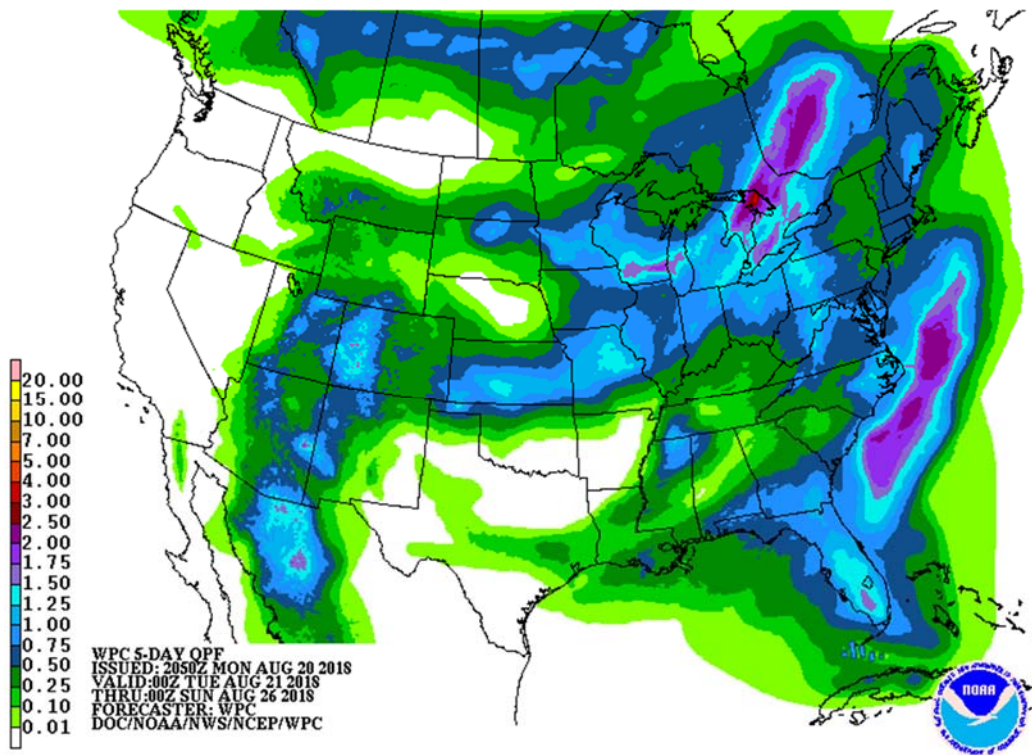 20.00
15.00
10.00
7.00
5.00
4.00
3.00
2.50
2.00
1.75
1.50
1.25
1.00
0.75
0.50
0.25
0.10
0.01
WPC 5-DAY QPF
ISSUED: 2050Z MON AUG 20 2018
VALID:00Z TUE AUG 21 2018
THRU:00Z SUN AUG 26 2018
FORECASTER: WPC
DOC/NOAA/NWS/NCEP/WPC
NOAA